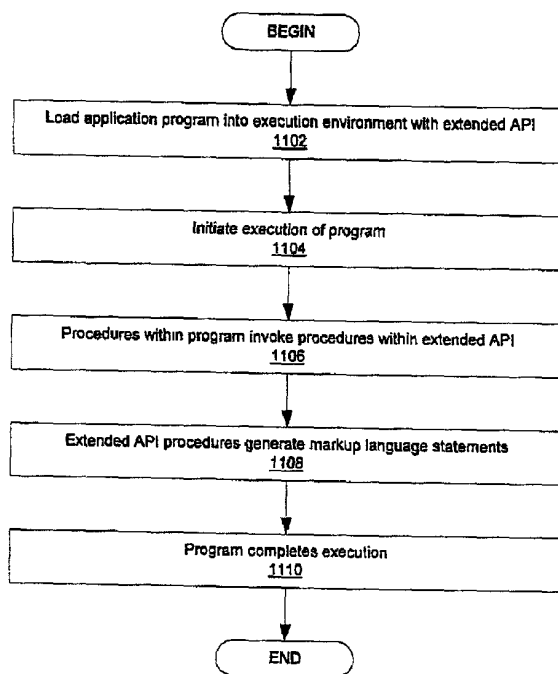 BEGIN
Load application program into execution environment with extended API
1102
Initiate execution of program
1104
Procedures within program invoke procedures within extended API
1106
Extended API procedures generate markup language statements
1108
Program completes execution
1110
END